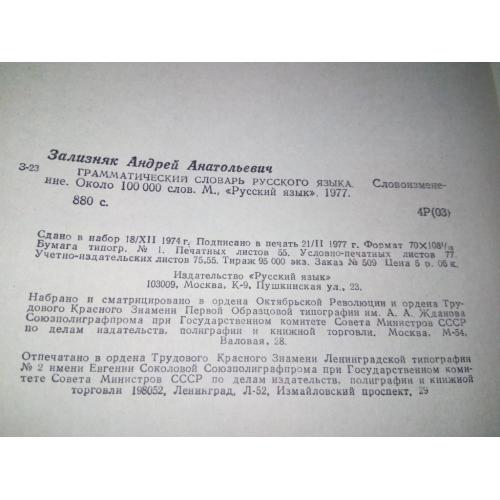 Зализняк Андрей Анатольевич
З-23
ГРАММАТИЧЕСКИЙ СЛОВАРЬ РУССКОГО ЯЗЫКА. Словоизмене-
ние. Около 100 000 слов. М., «Русский язык». 1977.
880 с.
4Р(03)
Сдано в набор 18/XII 1974 г. Подписано в печать 21/II 1977 г. Формат 70×108 1/16
Бумага типогр. № 1. Печатных листов 55. Условно-печатных листов 77.
Учетно-издательских листов 75,55. Тираж 95 000 экз. Заказ № 509 Цена 5 р. 06 к.
Издательство «Русский язык»
103009, Москва, К-9, Пушкинская ул., 23.
Набрано и сматрицировано в ордена Октябрьской Революции и ордена Тру-
дового Красного Знамени Первой Образцовой типографии им. А. А. Жданова
Союзполиграфпрома при Государственном комитете Совета Министров СССР
по делам издательств, полиграфии и книжной торговли. Москва. М-54,
Валовая, 28.
Отпечатано в ордена Трудового Красного Знамени Ленинградской типографии
№ 2 имени Евгении Соколовой Союзполиграфпрома при Государственном коми-
тете Совета Министров СССР по делам издательств, полиграфии и книжной
торговли 198052, Ленинград, Л-52, Измайловский проспект, 29